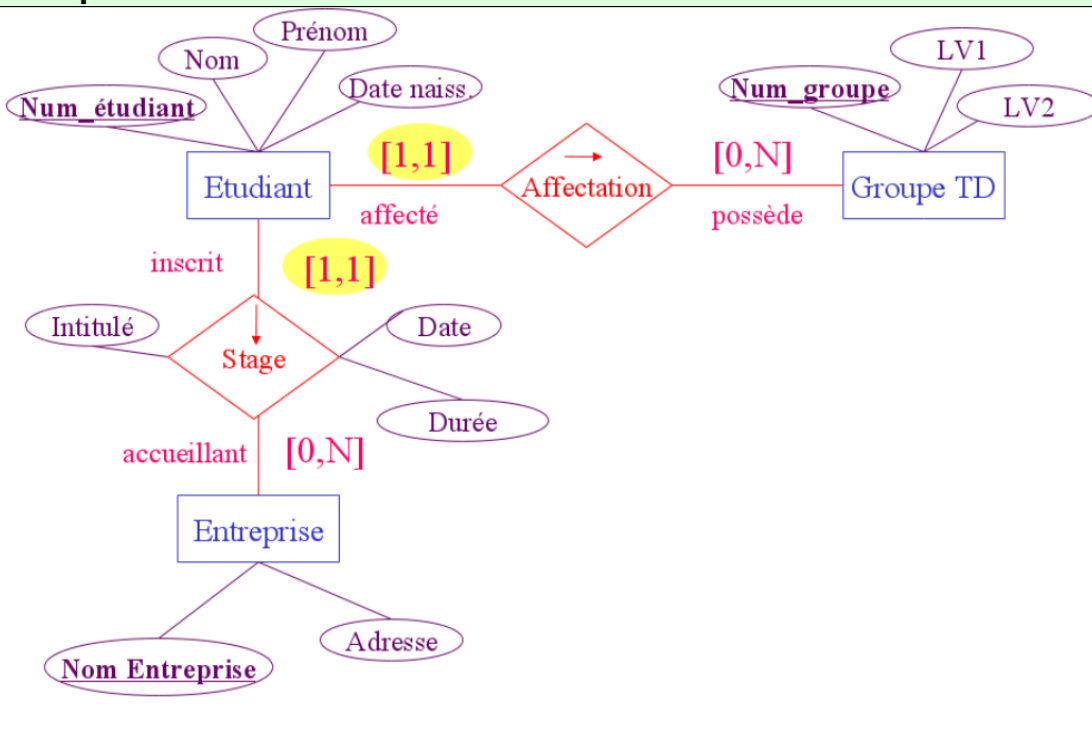 Prénom
Nom
LV1
Num_étudiant
Date naiss.
Num_groupe
LV2
[1,1]
[0,N]
Etudiant
Affectation
Groupe TD
affecté
possède
inscrit
[1,1]
Intitulé
Date
Stage
Durée
accueillant
[0,N]
Entreprise
Adresse
Nom Entreprise